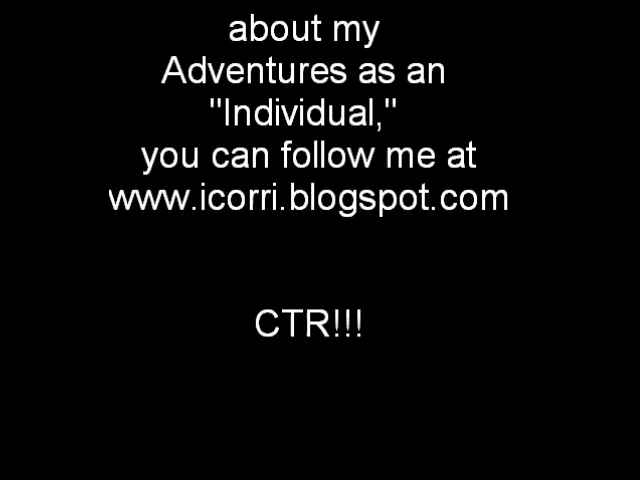 about my
Adventures as an
"Individual,"
you can follow me at
www.icorri.blogspot.com
CTR!!!